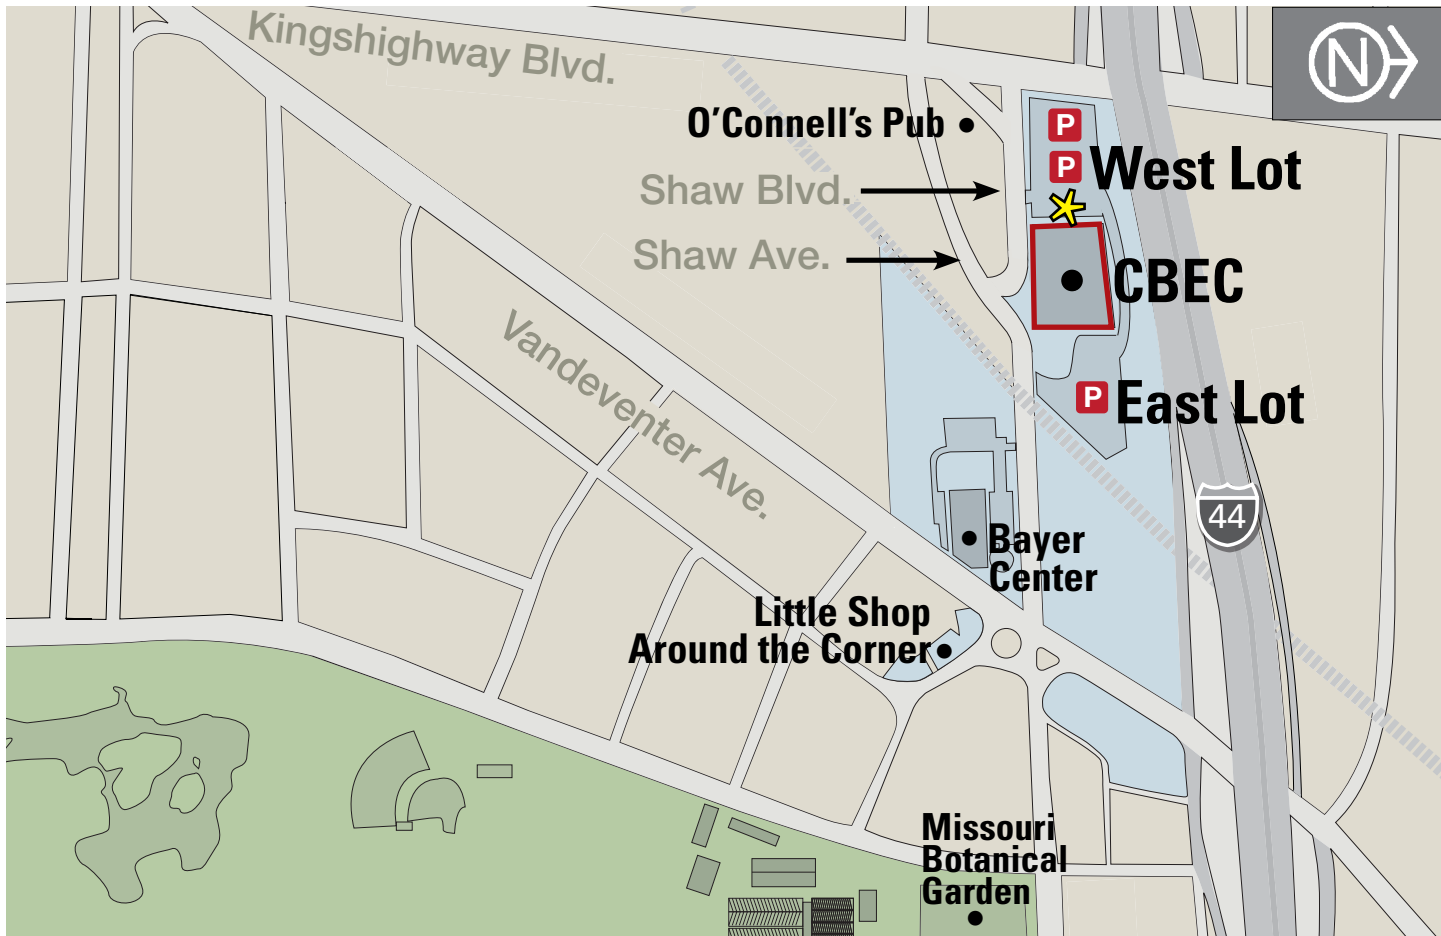 Kingshighway Blvd.
N
O'Connell's Pub
P
P
West Lot
Shaw Blvd.
Shaw Ave.
CBEC
Vandeventer Ave.
P
East Lot
44
Bayer
Center
Little Shop
Around the Corner
Missouri
Botanical
Garden